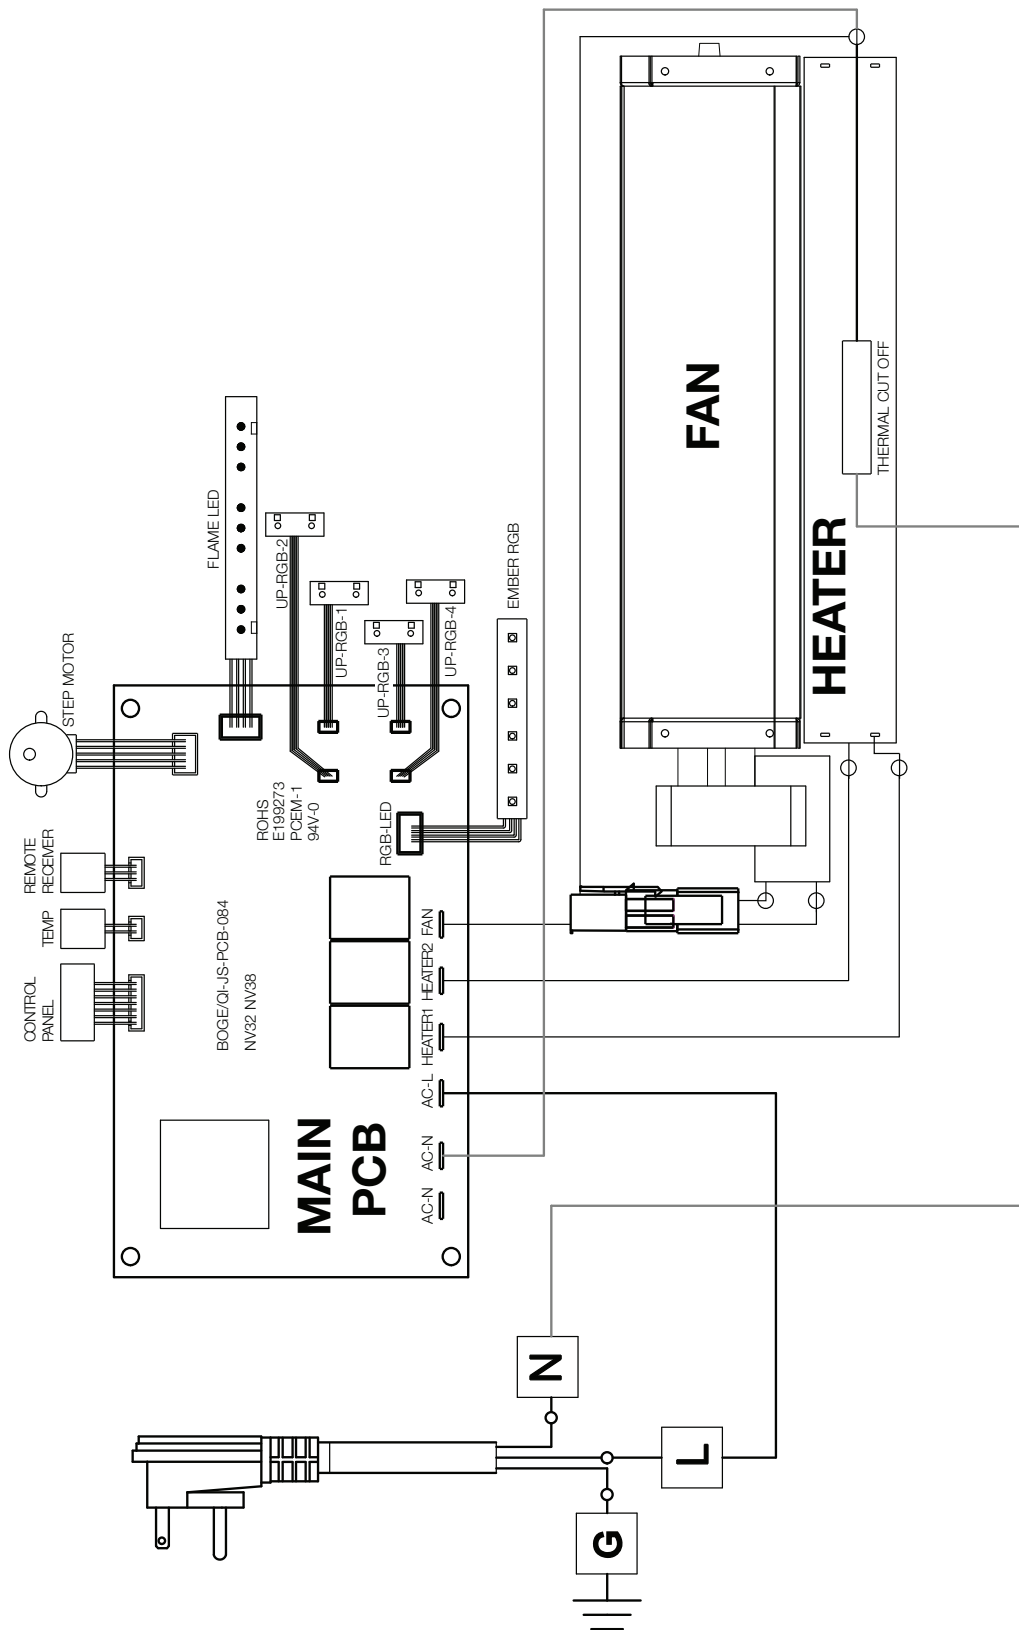 STEP MOTOR
FLAME LED
UP-RGB-2
UP-RGB-1
UP-RGB-3
UP-RGB-4
EMBER RGB
REMOTE
RECEIVER
TEMP
CONTROL
PANEL
ROHS
E199273
PCEM-1
94V-0
RGB-LED
BOGE/QI-JS-PCB-084
NV32 NV38
MAIN
PCB
FAN
HEATER2
HEATER1
AC-L
AC-N
AC-N
FAN
HEATER
THERMAL CUT OFF
N
L
G